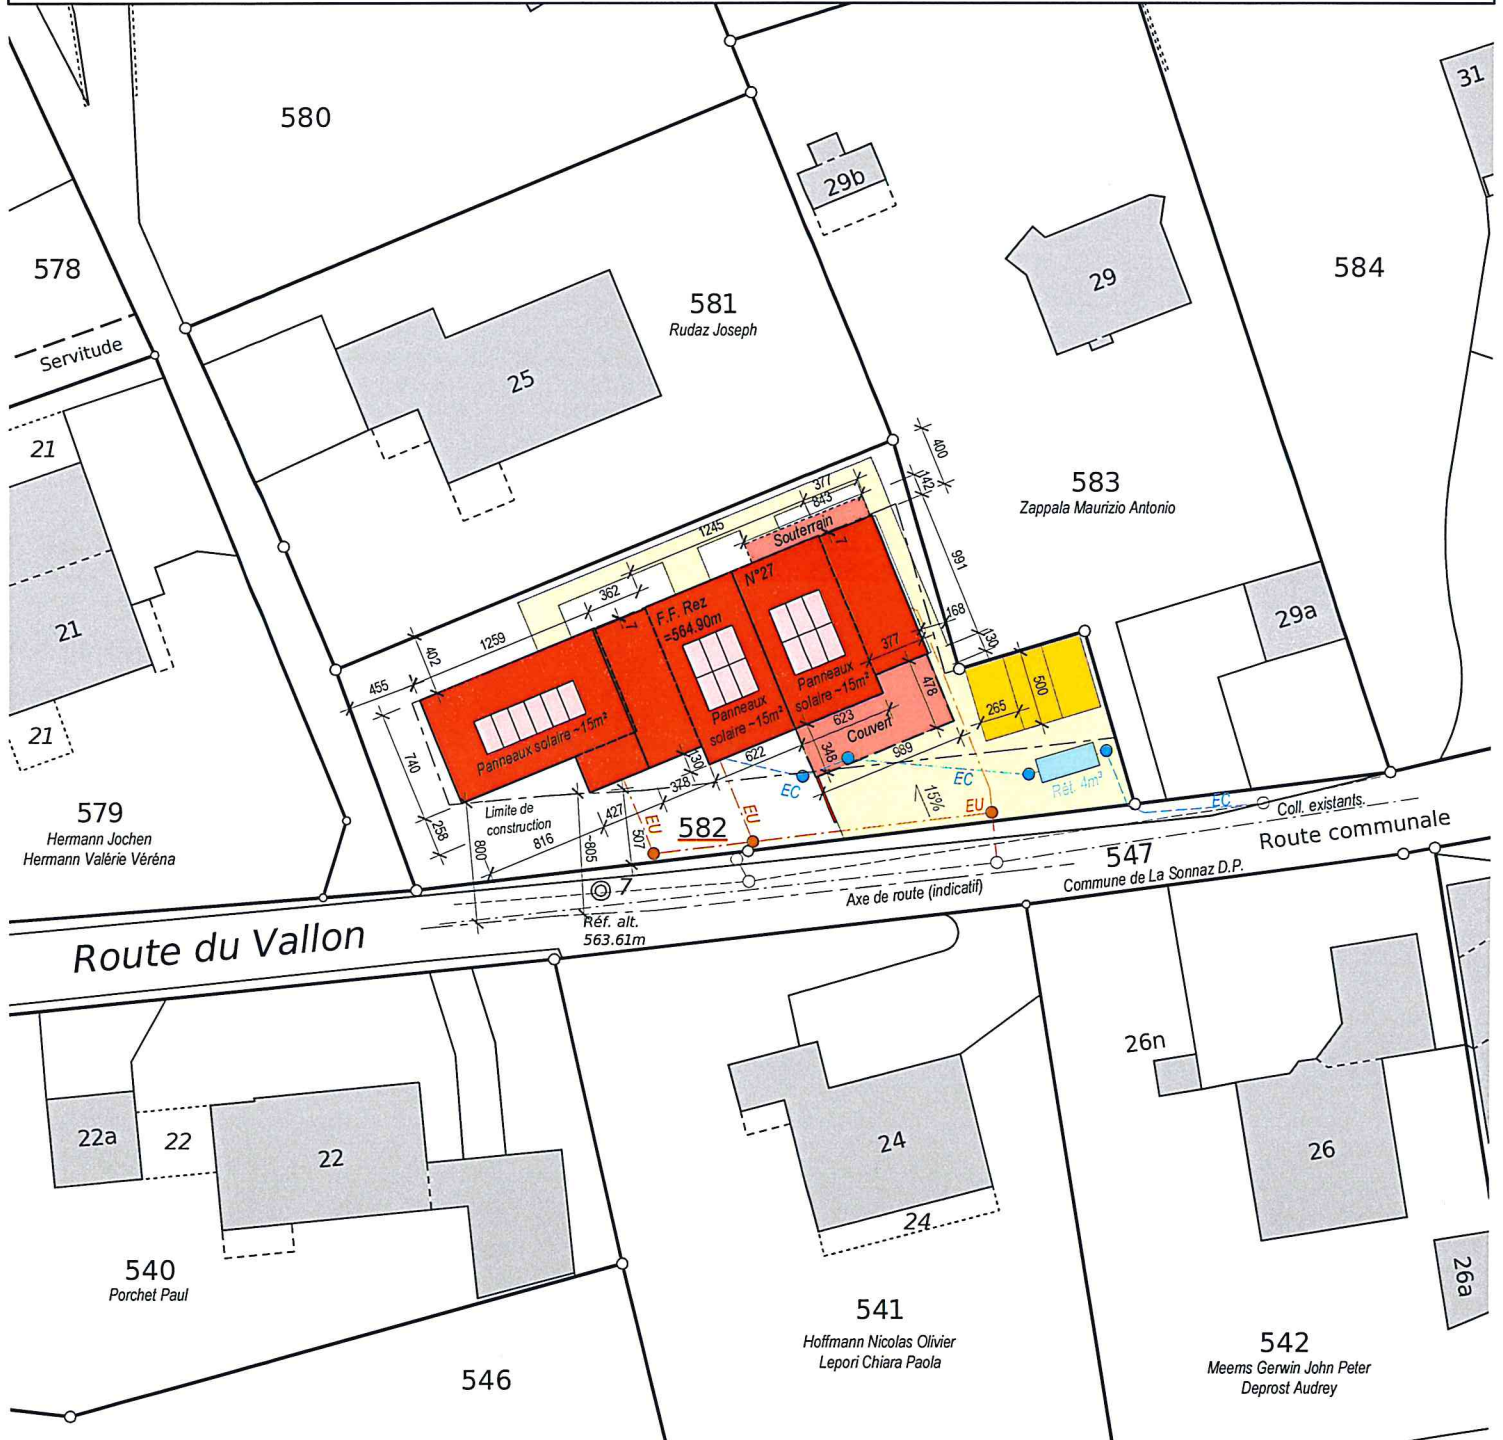 580
31
29b
578
584
29
Servitude
581
Rudaz Joseph
25
21
400
583
Zappala Maurizio Antonio
377
142
843
1245
Souterrain
7
N°27
991
362
F.F. Rez
=564.90m
7
1259
168
29a
402
130
21
377
455
Panneaux
solaire ~15m²
478
500
Panneaux
solaire ~15m²
265
Panneaux solaire ~15m²
623
Couvert
21
740
622
348
989
130
EC
EC
Rét. 4m³
378
15%
Limite de
construction
427
EU
EU
EU
EC
Coll. existants
579
Hermann Jochen
Hermann Valérie Véréna
258
816
507
582
800
805
Route communale
547
Commune de La Sonnaz D.P.
7
Axe de route (indicatif)
Réf. alt.
563.61m
Route du Vallon
26n
22a
22
22
24
26
24
540
Porchet Paul
26a
541
Hoffmann Nicolas Olivier
Lepori Chiara Paola
542
Meems Gerwin John Peter
Deprost Audrey
546